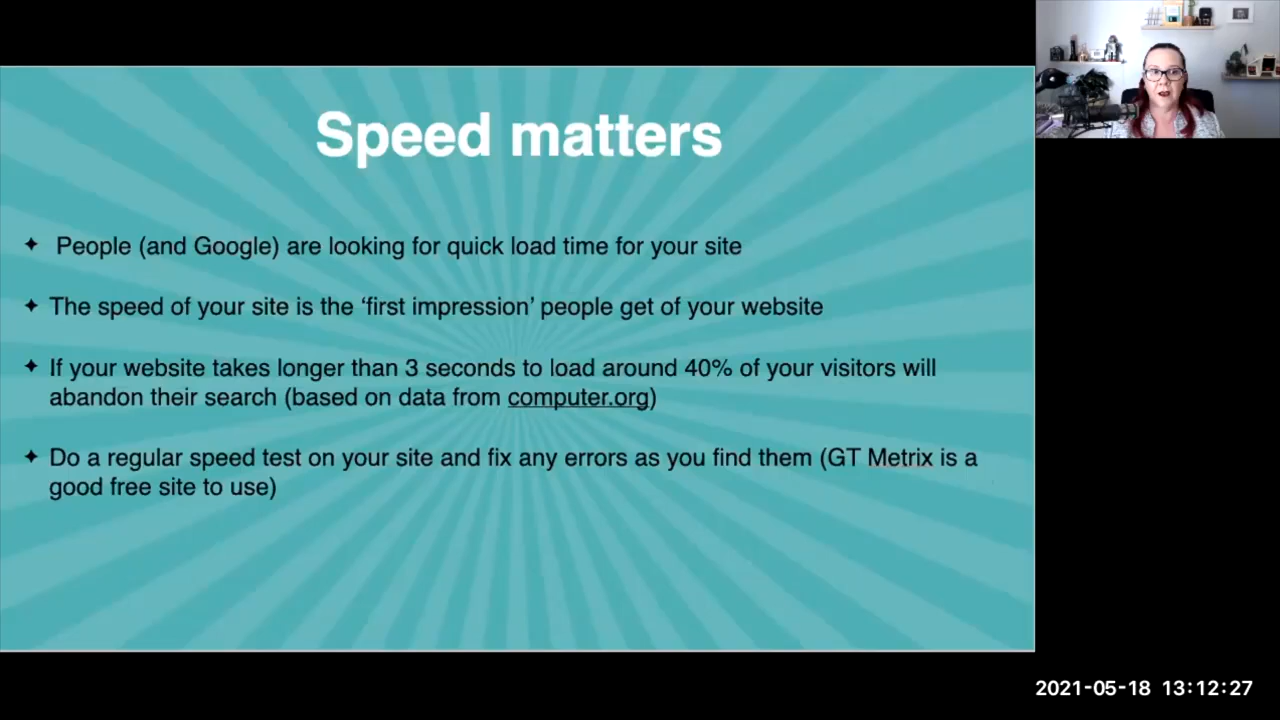 Speed matters
✦ People (and Google) are looking for quick load time for your site
✦ The speed of your site is the ‘first impression’ people get of your website
✦ If your website takes longer than 3 seconds to load around 40% of your visitors will
abandon their search (based on data from computer.org)
✦ Do a regular speed test on your site and fix any errors as you find them (GT Metrix is a
good free site to use)
2021-05-18 13:12:27